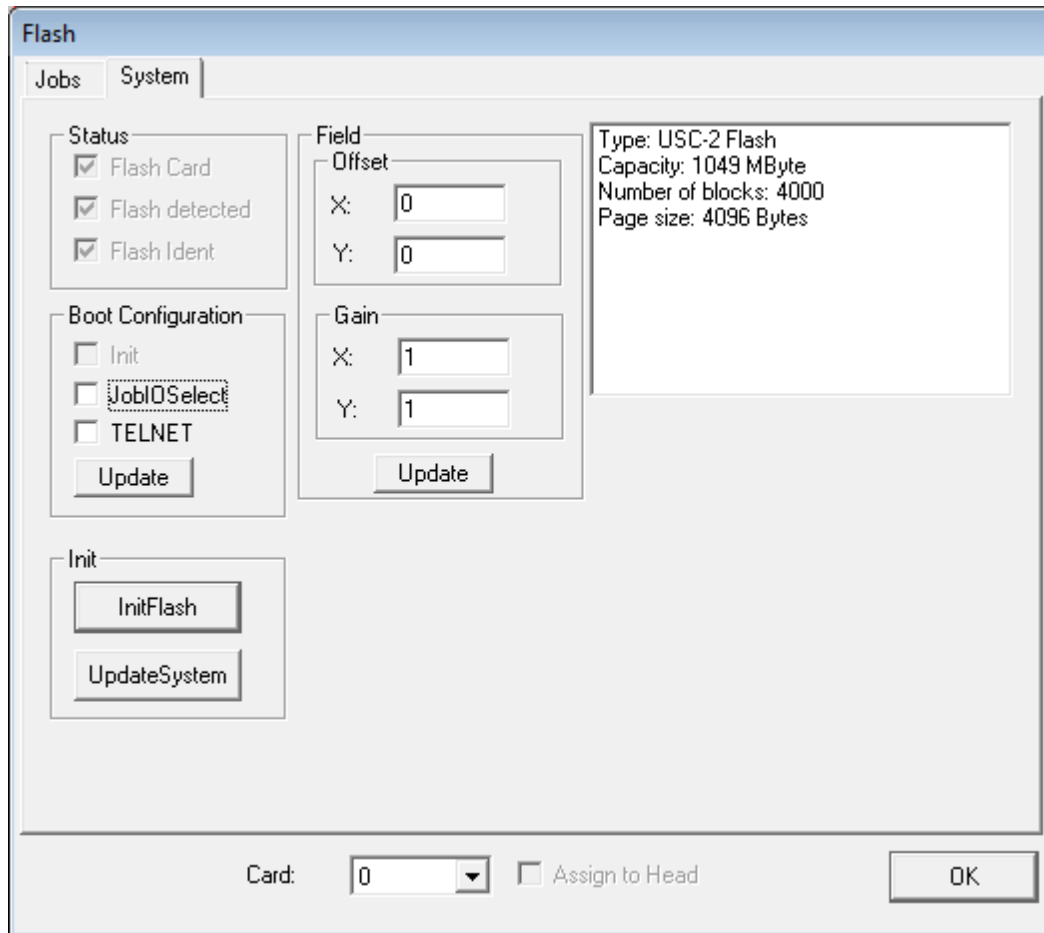 Flash
Jobs
System
Status
Flash Card
Flash detected
Flash Ident
Boot Configuration
Init
JobIOSelect
TELNET
Update
Init
InitFlash
UpdateSystem
Field
Offset
X: 0
Y: 0
Gain
X: 1
Y: 1
Update
Type: USC-2 Flash
Capacity: 1049 MByte
Number of blocks: 4000
Page size: 4096 Bytes
Card: 0
Assign to Head
OK